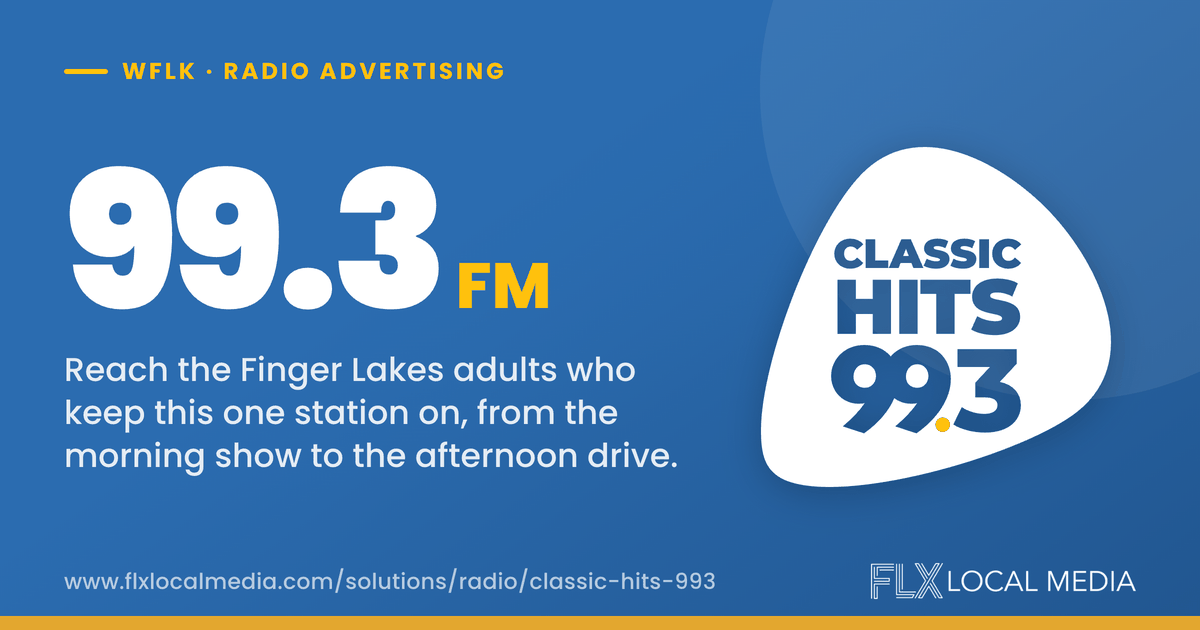 WFLK · RADIO ADVERTISING
99.3 FM
Reach the Finger Lakes adults who
keep this one station on, from the
morning show to the afternoon drive.
CLASSIC
HITS
99.3
www.flxlocalmedia.com/solutions/radio/classic-hits-993
FLX LOCAL MEDIA